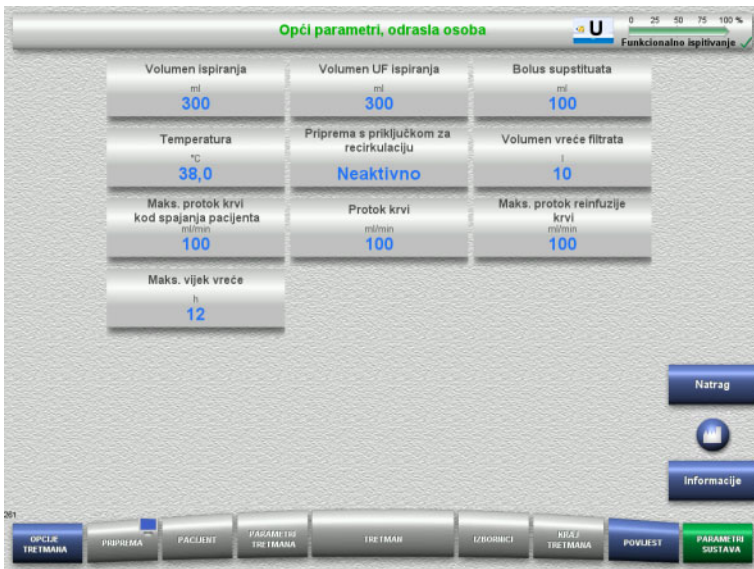 Opći parametri, odrasla osoba
U
0 25 50 75 100 %
Funkcionalno ispitivanje
Volumen ispiranja
ml
300
Volumen UF ispiranja
ml
300
Bolus supstituata
ml
100
Temperatura
°C
38,0
Priprema s priključkom za
recirkulaciju
Neaktivno
Volumen vreće filtrata
l
10
Maks. protok krvi
kod spajanja pacijenta
ml/min
100
Protok krvi
ml/min
100
Maks. protok reinfuzije
krvi
ml/min
100
Maks. vijek vreće
h
12
Natrag
Informacije
261
OPCIJE
TRETMANA
PRIPREMA
PACIJENT
PARAMETRI
TRETMANA
TRETMAN
IZBORNICI
KRAJ
TRETMANA
POVIJEST
PARAMETRI
SUSTAVA